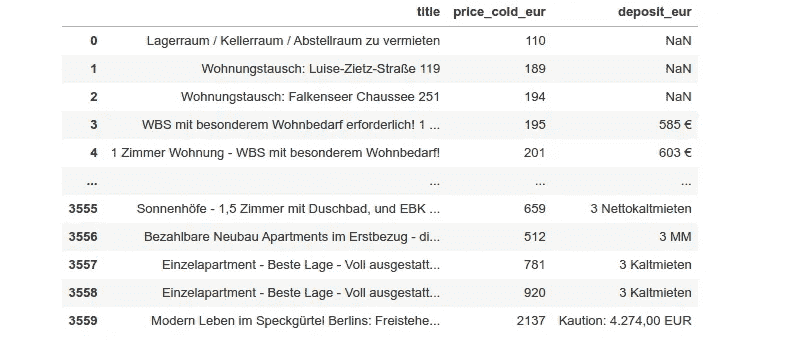 title price_cold_eur deposit_eur
0 Lagerraum / Kellerraum / Abstellraum zu vermieten 110 NaN
1 Wohnungstausch: Luise-Zietz-Straße 119 189 NaN
2 Wohnungstausch: Falkenseer Chaussee 251 194 NaN
3 WBS mit besonderem Wohnbedarf erforderlich! 1 ... 195 585 €
4 1 Zimmer Wohnung - WBS mit besonderem Wohnbedarf! 201 603 €
... ... ... ...
3555 Sonnenhöfe - 1,5 Zimmer mit Duschbad, und EBK ... 659 3 Nettokaltmieten
3556 Bezahlbare Neubau Apartments im Erstbezug - di... 512 3 MM
3557 Einzelapartment - Beste Lage - Voll ausgestatt... 781 3 Kaltmieten
3558 Einzelapartment - Beste Lage - Voll ausgestatt... 920 3 Kaltmieten
3559 Modern Leben im Speckgürtel Berlins: Freistehe... 2137 Kaution: 4.274,00 EUR